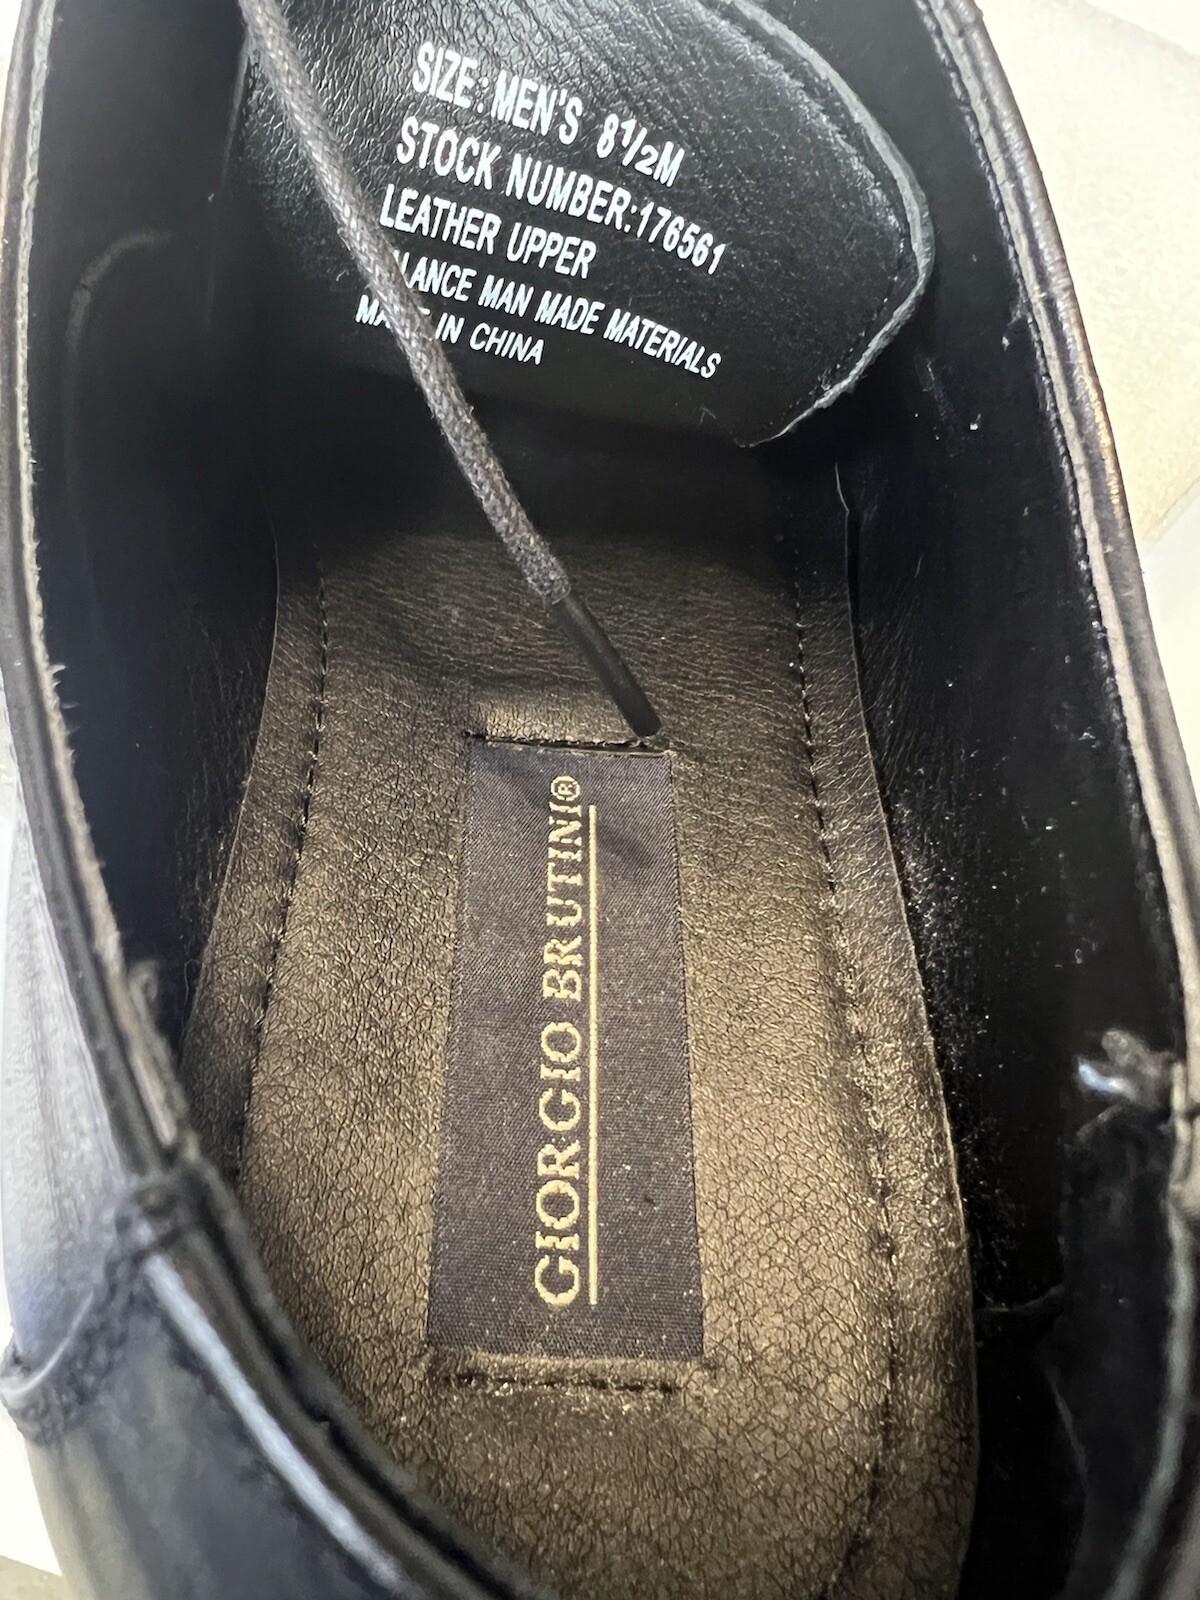 SIZE: MEN'S 8½M
STOCK NUMBER:176561
LEATHER UPPER
MAN MADE MATERIALS
IN CHINA
GIORGIO BRUTINI®